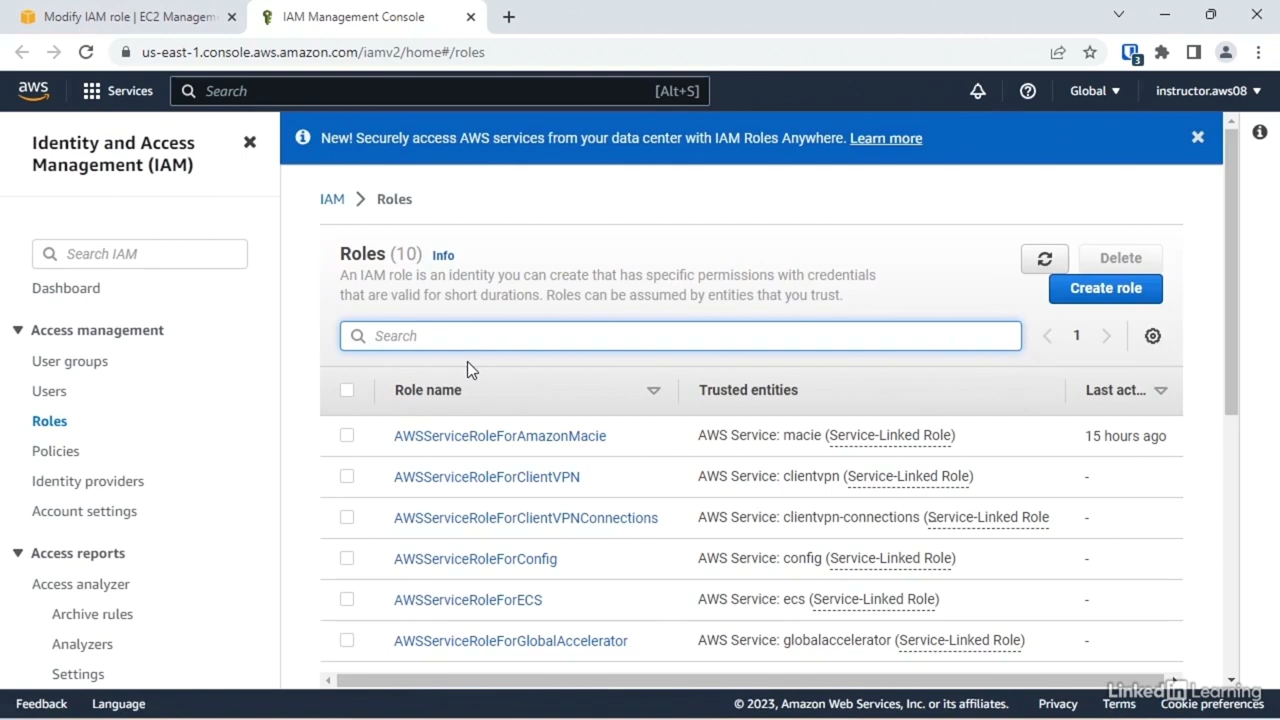 Modify IAM role | EC2 Managem
IAM Management Console
us-east-1.console.aws.amazon.com/iamv2/home#/roles
3
aws
Services
Search
[Alt+S]
Global
instructor.aws08
Identity and Access
Management (IAM)
New! Securely access AWS services from your data center with IAM Roles Anywhere. Learn more
Search IAM
Dashboard
Access management
User groups
Users
Roles
Policies
Identity providers
Account settings
Access reports
Access analyzer
Archive rules
Analyzers
Settings
IAM > Roles
Roles (10) Info
An IAM role is an identity you can create that has specific permissions with credentials
that are valid for short durations. Roles can be assumed by entities that you trust.
Delete
Create role
Search
1
Role name Trusted entities Last act...
AWSServiceRoleForAmazonMacie AWS Service: macie (Service-Linked Role) 15 hours ago
AWSServiceRoleForClientVPN AWS Service: clientvpn (Service-Linked Role) -
AWSServiceRoleForClientVPNConnections AWS Service: clientvpn-connections (Service-Linked Role -
AWSServiceRoleForConfig AWS Service: config (Service-Linked Role) -
AWSServiceRoleForECS AWS Service: ecs (Service-Linked Role) -
AWSServiceRoleForGlobalAccelerator AWS Service: globalaccelerator (Service-Linked Role) -
LinkedIn Learning
Feedback Language © 2023, Amazon Web Services, Inc. or its affiliates. Privacy Terms Cookie preferences